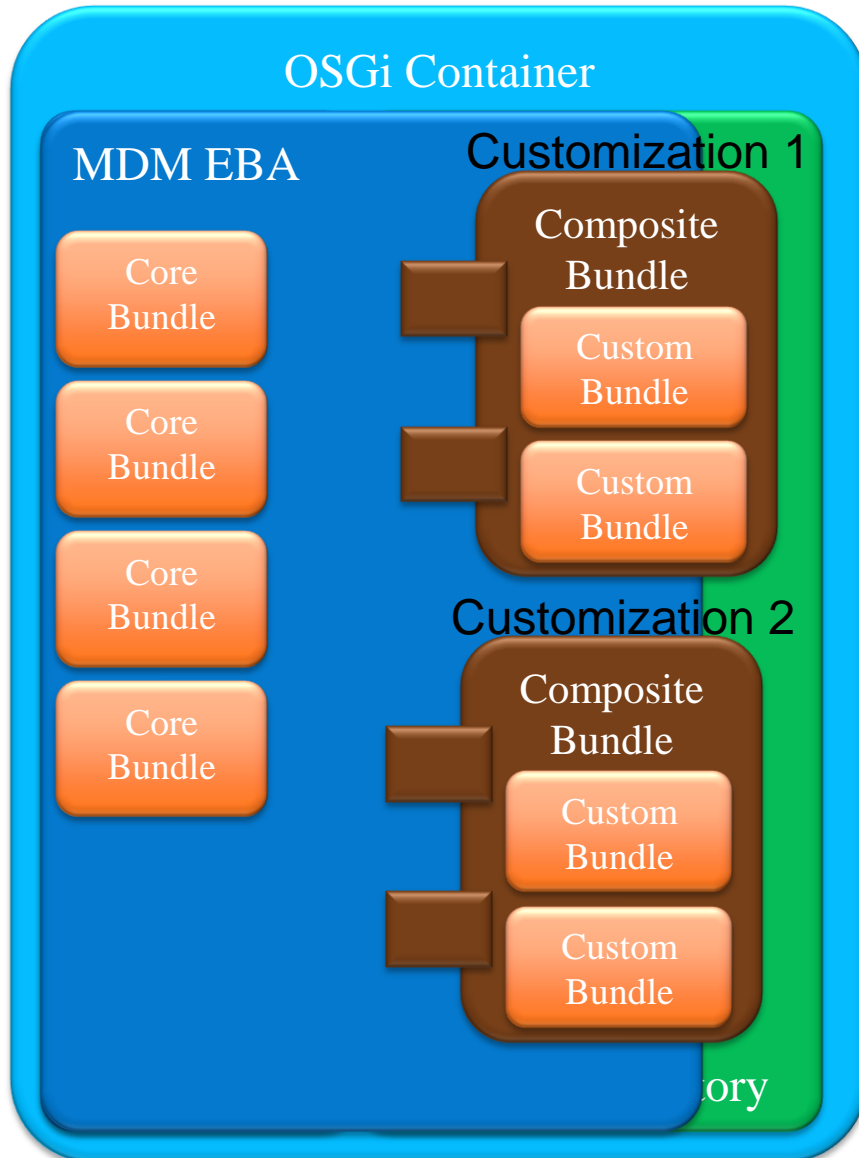 OSGi Container
MDM EBA
Customization 1
Composite
Bundle
Custom
Bundle
Custom
Bundle
Core
Bundle
Core
Bundle
Core
Bundle
Core
Bundle
Customization 2
Composite
Bundle
Custom
Bundle
Custom
Bundle